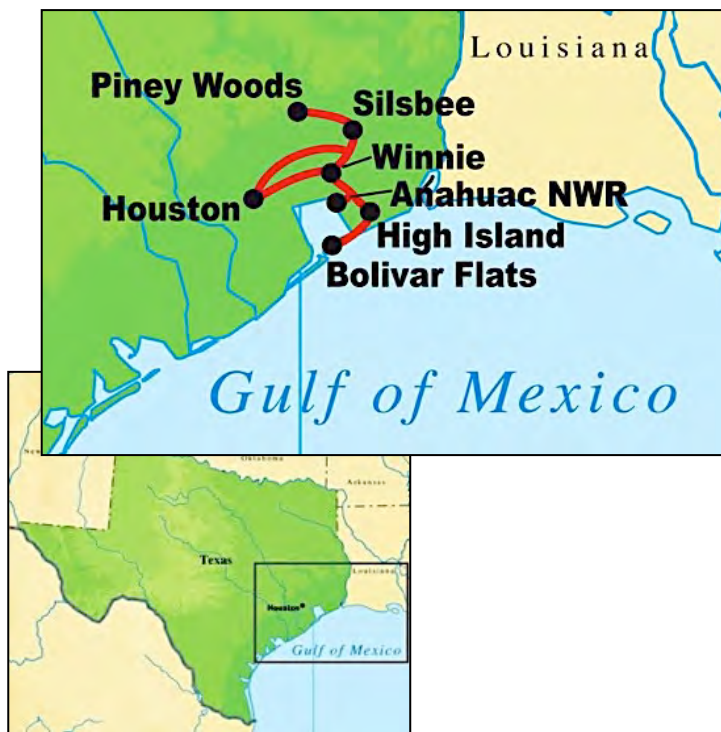 Louisiana
Piney Woods
Silsbee
Winnie
Anahuac NWR
Houston
High Island
Bolivar Flats
Gulf of Mexico
Oklahoma
Arkansas
Texas
Louisiana
Houston
Gulf of Mexico